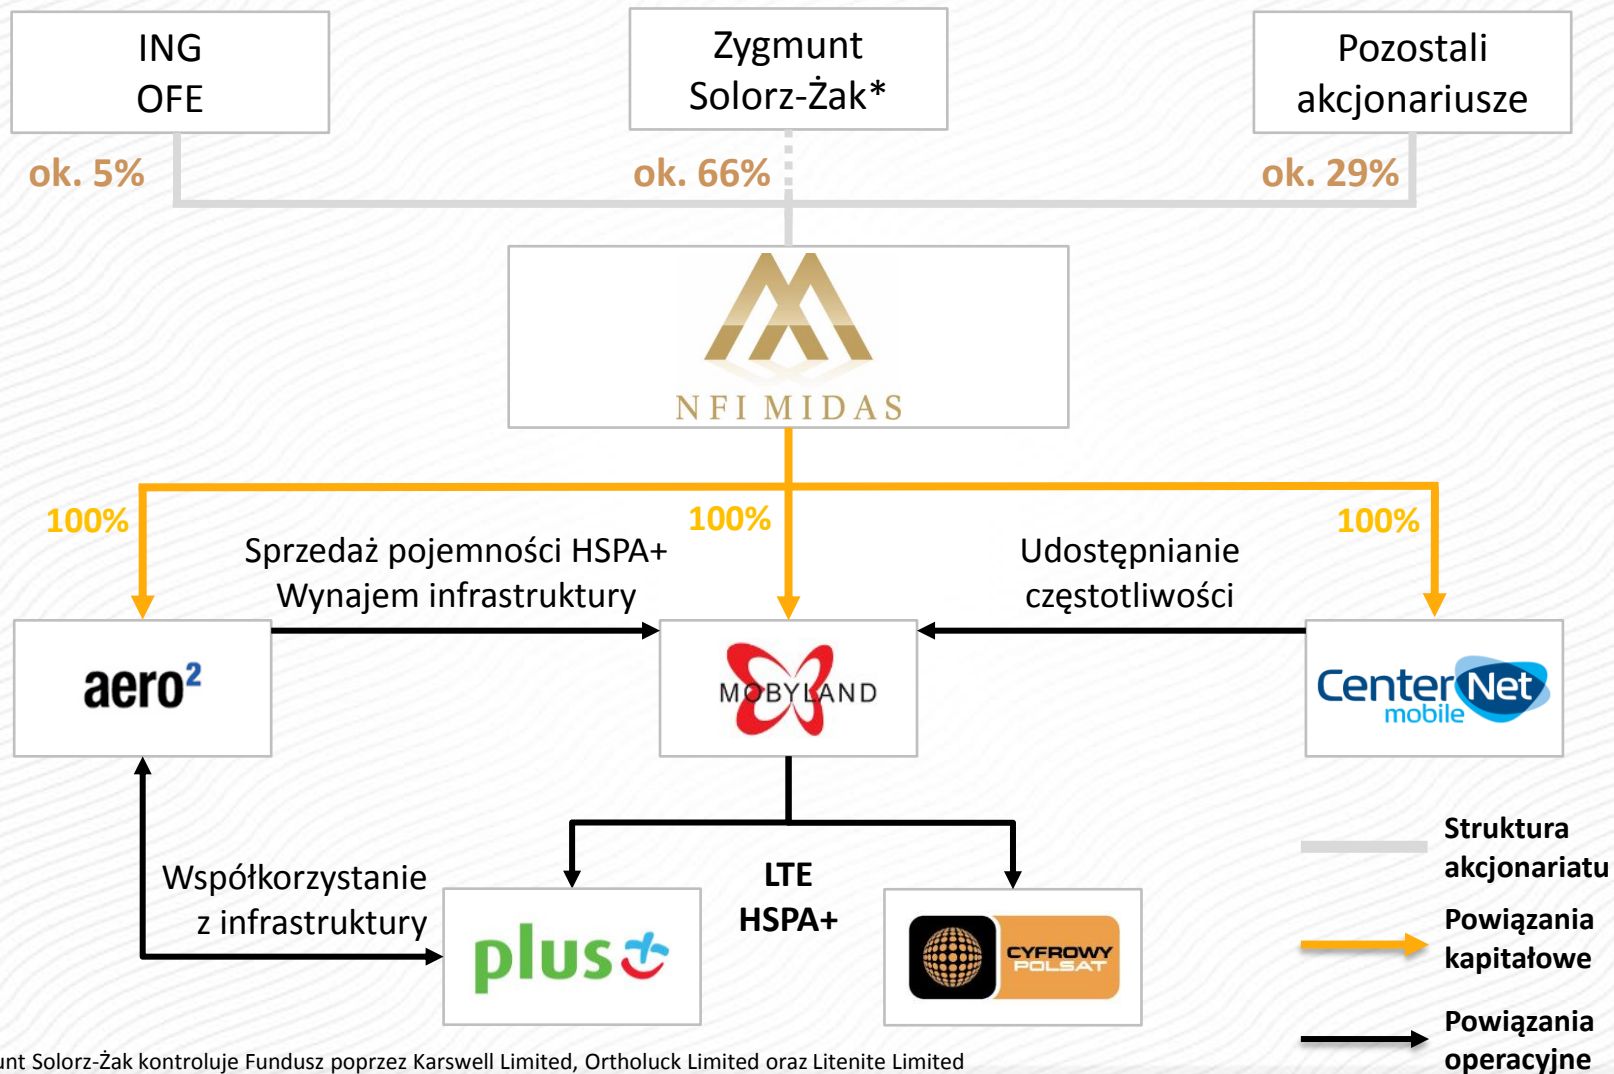 ING
OFE
Zygmunt
Solorz-Żak*
Pozostali
akcjonariusze
ok. 5%
ok. 66%
ok. 29%
NFI MIDAS
100%
100%
100%
Sprzedaż pojemności HSPA+
Wynajem infrastruktury
Udostępnianie
częstotliwości
aero²
MOBYLAND
CenterNet
mobile
Współkorzystanie
z infrastruktury
LTE
HSPA+
plus
CYFROWY
POLSAT
Struktura
akcjonariatu
Powiązania
kapitałowe
Powiązania
operacyjne
unt Solorz-Żak kontroluje Fundusz poprzez Karswell Limited, Ortholuck Limited oraz Litenite Limited